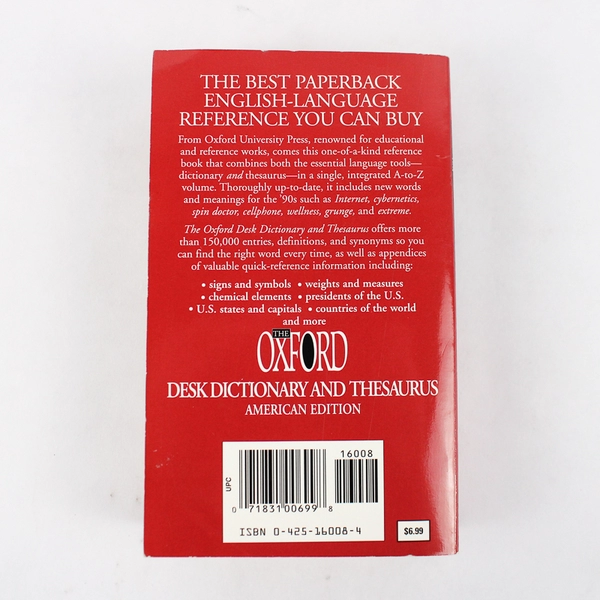 THE BEST PAPERBACK
ENGLISH-LANGUAGE
REFERENCE YOU CAN BUY
From Oxford University Press, renowned for educational
and reference works, comes this one-of-a-kind reference
book that combines both the essential language tools—
dictionary and thesaurus—in a single, integrated A-to-Z
volume. Thoroughly up-to-date, it includes new words
and meanings for the '90s such as Internet, cybernetics,
spin doctor, cellphone, wellness, grunge, and extreme.
The Oxford Desk Dictionary and Thesaurus offers more
than 150,000 entries, definitions, and synonyms so you
can find the right word every time, as well as appendices
of valuable quick-reference information including:
• signs and symbols • weights and measures
• chemical elements • presidents of the U.S.
• U.S. states and capitals • countries of the world
and more
THE
OXFORD
DESK DICTIONARY AND THESAURUS
AMERICAN EDITION
16008
UPC
0 71831 00699 8
ISBN 0-425-16008-4
$6.99